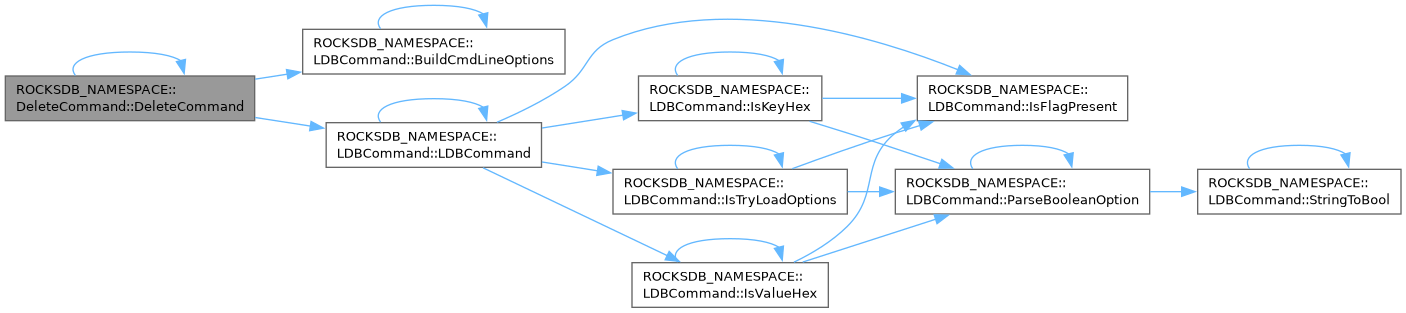 ROCKSDB_NAMESPACE::
DeleteCommand::DeleteCommand
ROCKSDB_NAMESPACE::
LDBCommand::BuildCmdLineOptions
ROCKSDB_NAMESPACE::
LDBCommand::LDBCommand
ROCKSDB_NAMESPACE::
LDBCommand::IsKeyHex
ROCKSDB_NAMESPACE::
LDBCommand::IsTryLoadOptions
ROCKSDB_NAMESPACE::
LDBCommand::IsValueHex
ROCKSDB_NAMESPACE::
LDBCommand::IsFlagPresent
ROCKSDB_NAMESPACE::
LDBCommand::ParseBooleanOption
ROCKSDB_NAMESPACE::
LDBCommand::StringToBool